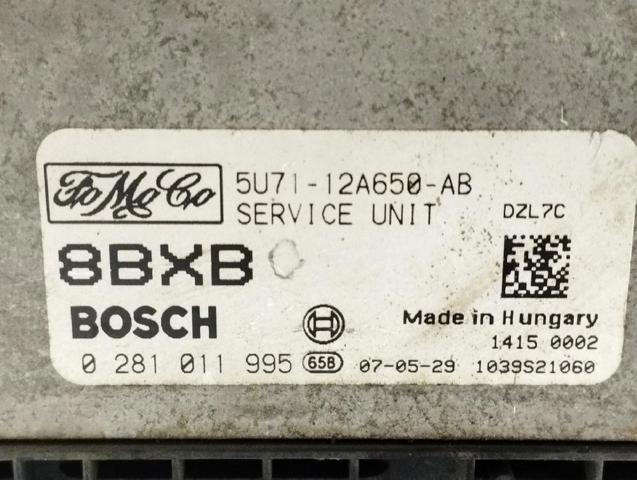 FoMoCo 5U71-12A650-AB
SERVICE UNIT DZL7C
8BXB
BOSCH
Made in Hungary
1415 0002
0 281 011 995 658 07-05-29 1039S21060